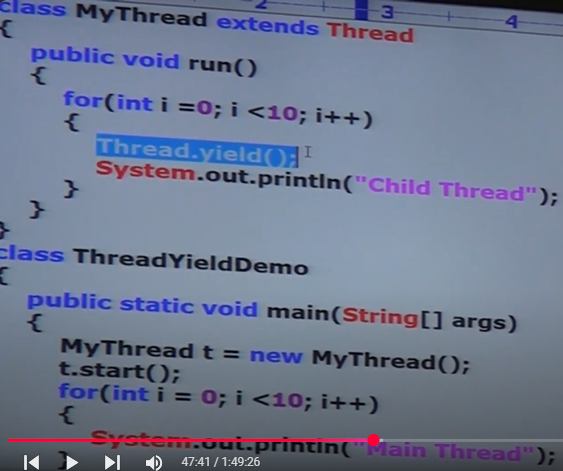 2 3 4
class MyThread extends Thread
{
public void run()
{
for(int i =0; i <10; i++)
{
Thread.yield();
System.out.println("Child Thread");
}
}
}
class ThreadYieldDemo
{
public static void main(String[] args)
{
MyThread t = new MyThread();
t.start();
for(int i = 0; i <10; i++)
{
System.out.println("Main Thread");
}
47:41 / 1:49:26